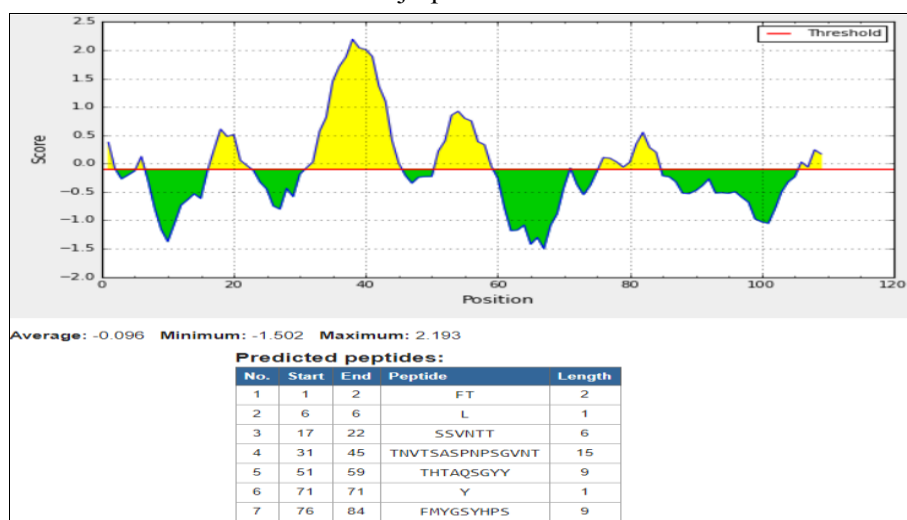 2.5
2.0
1.5
1.0
0.5
0.0
−0.5
−1.0
−1.5
−2.0
Score
Threshold
0 20 40 60 80 100 120
Position
Average: -0.096 Minimum: -1.502 Maximum: 2.193
Predicted peptides:
No. Start End Peptide Length
1 1 2 FT 2
2 6 6 L 1
3 17 22 SSVNTT 6
4 31 45 TNVTSASPNPSGVNT 15
5 51 59 THTAQSGYY 9
6 71 71 Y 1
7 76 84 FMYGSYHPS 9